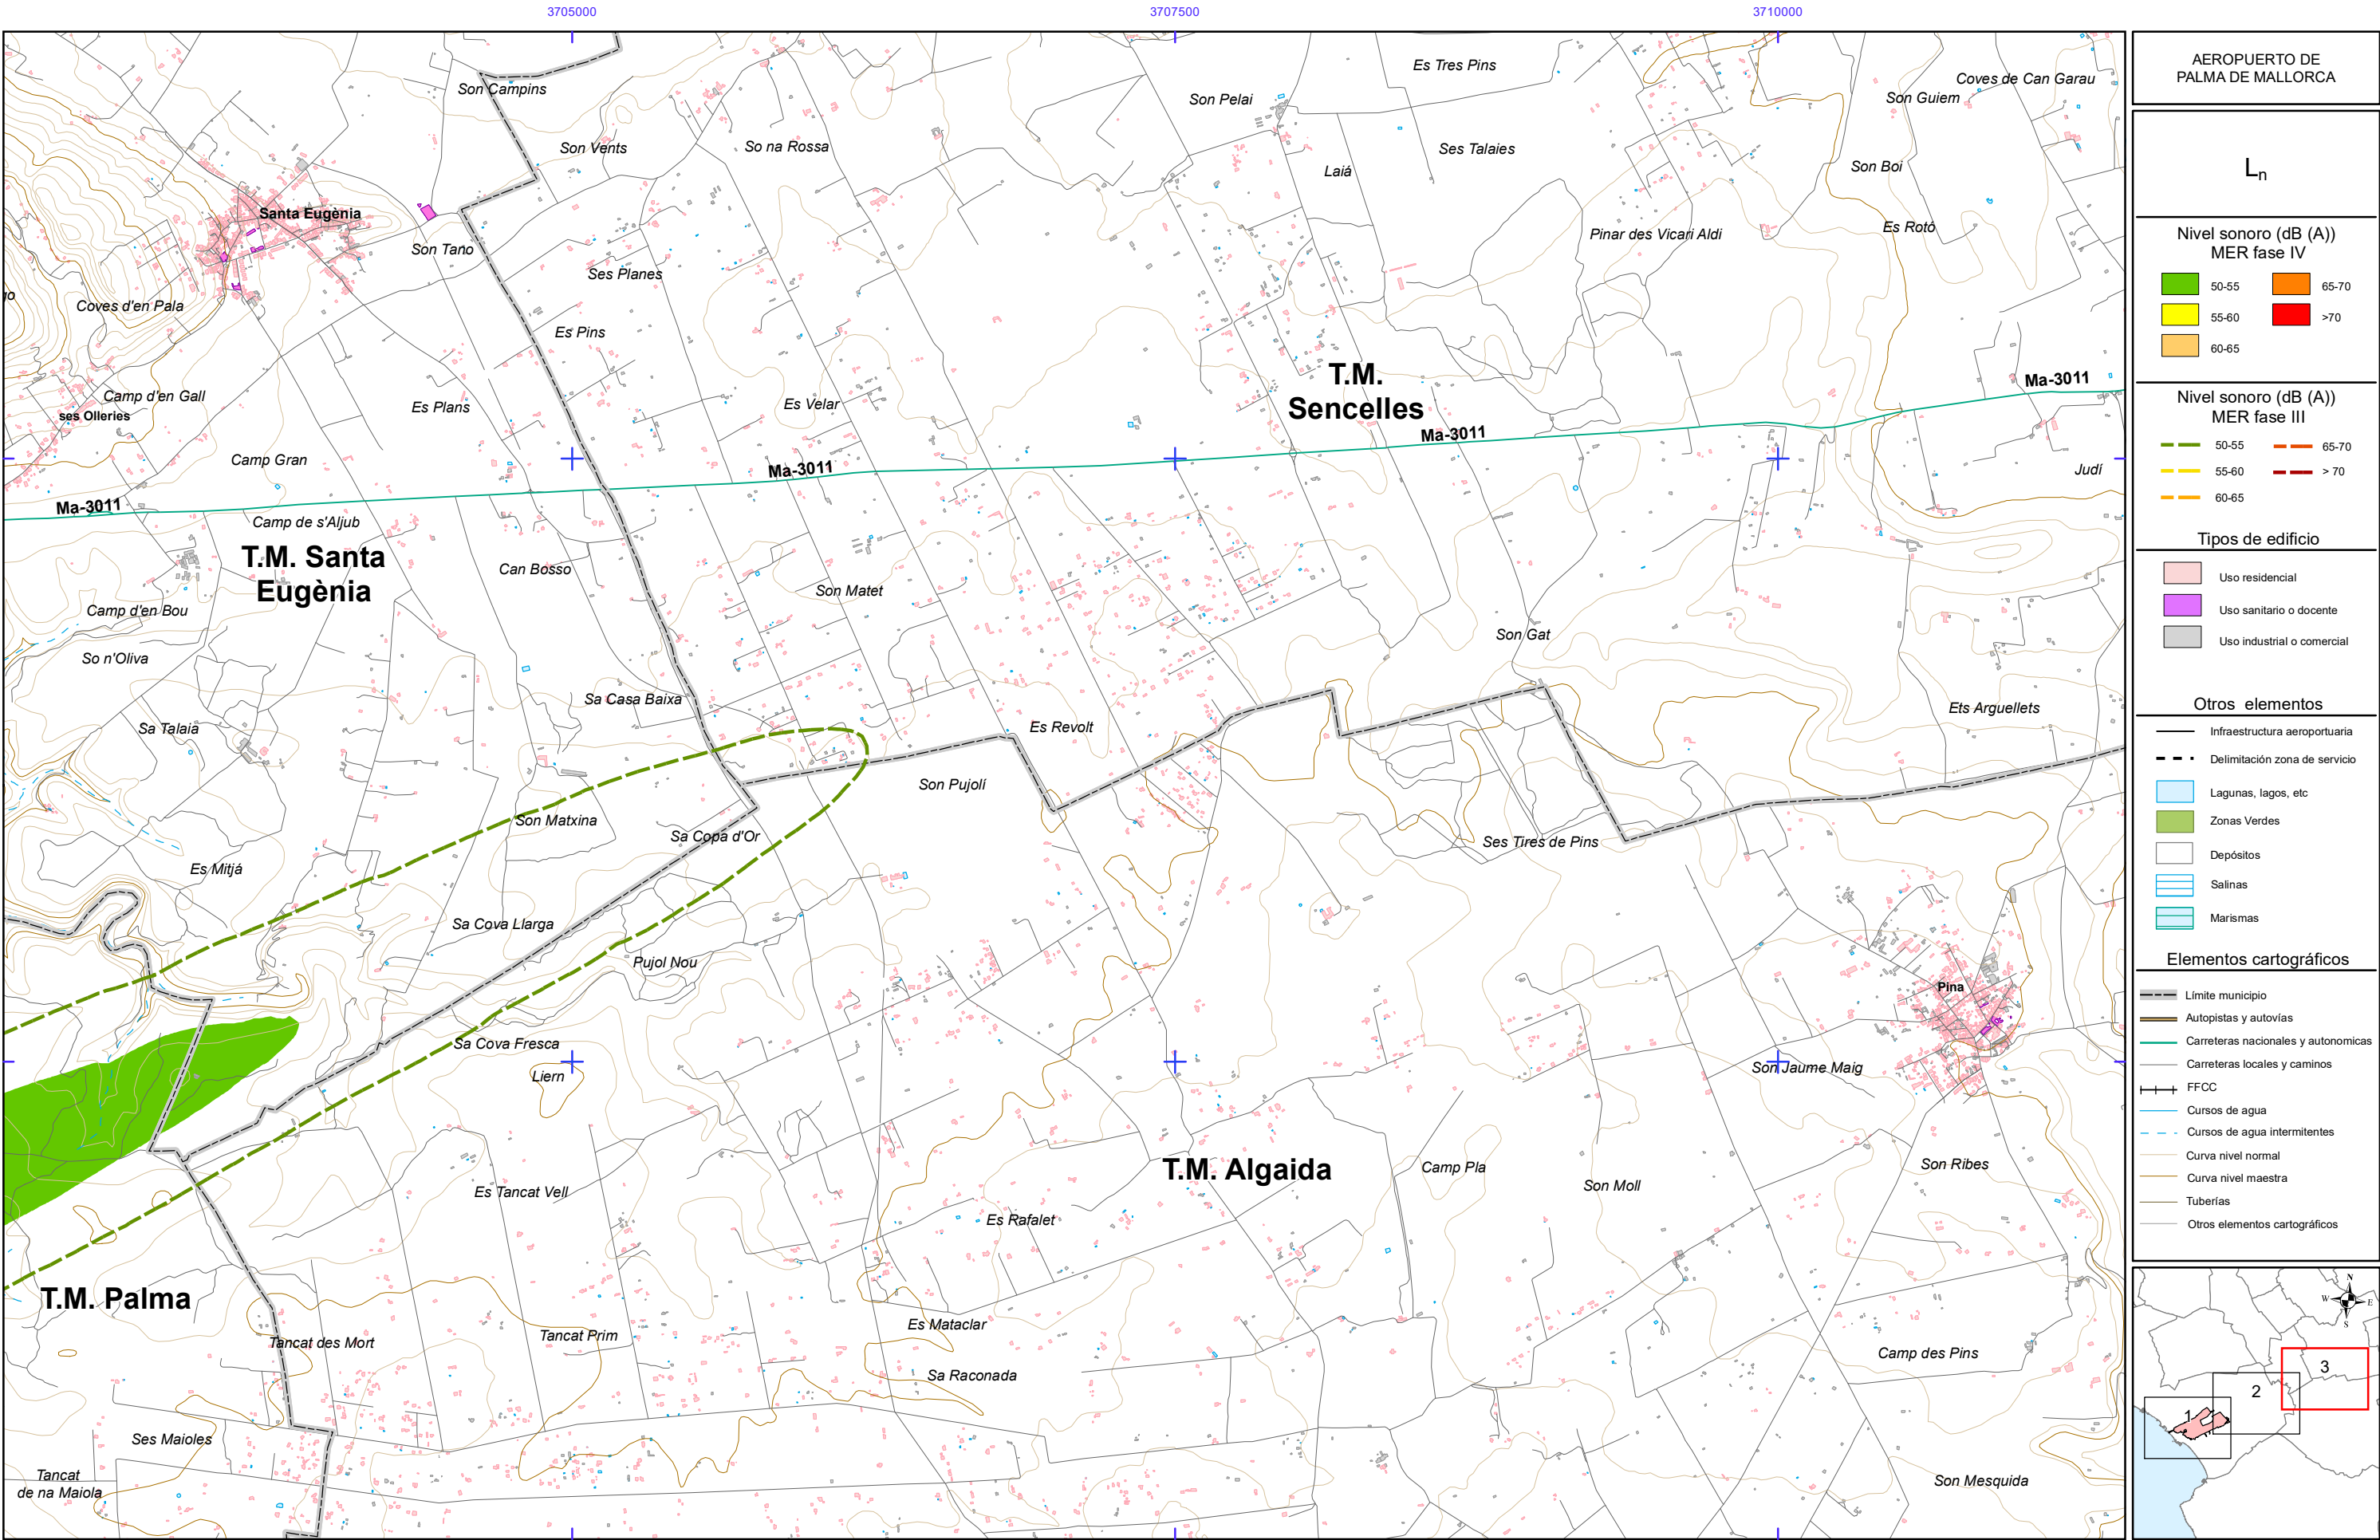 3705000
3707500
3710000
Son Campins
Son Vents
So na Rossa
Son Pelai
Es Tres Pins
Coves de Can Garau
Son Guiem
Ses Talaies
Laiá
Son Boi
Santa Eugènia
Son Tano
Ses Planes
Pinar des Vicari Aldi
Es Rotó
Coves d'en Pala
Es Pins
T.M.
Sencelles
Ma-3011
Camp d'en Gall
ses Olleries
Es Plans
Es Velar
Ma-3011
Camp Gran
Ma-3011
Judí
Ma-3011
Camp de s'Aljub
T.M. Santa
Eugènia
Can Bosso
Son Matet
Camp d'en Bou
So n'Oliva
Son Gat
Sa Casa Baixa
Es Revolt
Ets Arguellets
Sa Talaia
Son Pujolí
Son Matxina
Sa Copa d'Or
Ses Tires de Pins
Es Mitjá
Sa Cova Llarga
Pujol Nou
Pina
Sa Cova Fresca
Liern
Son Jaume Maig
T.M. Algaida
Camp Pla
Son Ribes
Es Tancat Vell
Son Moll
Es Rafalet
T.M. Palma
Tancat des Mort
Tancat Prim
Es Mataclar
Camp des Pins
Sa Raconada
Ses Maioles
Tancat
de na Maiola
Son Mesquida
AEROPUERTO DE
PALMA DE MALLORCA
Ln
Nivel sonoro (dB (A))
MER fase IV
50-55
65-70
55-60
>70
60-65
Nivel sonoro (dB (A))
MER fase III
50-55
65-70
55-60
> 70
60-65
Tipos de edificio
Uso residencial
Uso sanitario o docente
Uso industrial o comercial
Otros elementos
Infraestructura aeroportuaria
Delimitación zona de servicio
Lagunas, lagos, etc
Zonas Verdes
Depósitos
Salinas
Marismas
Elementos cartográficos
Límite municipio
Autopistas y autovías
Carreteras nacionales y autonomicas
Carreteras locales y caminos
FFCC
Cursos de agua
Cursos de agua intermitentes
Curva nivel normal
Curva nivel maestra
Tuberías
Otros elementos cartográficos
N
W
E
S
3
2
1